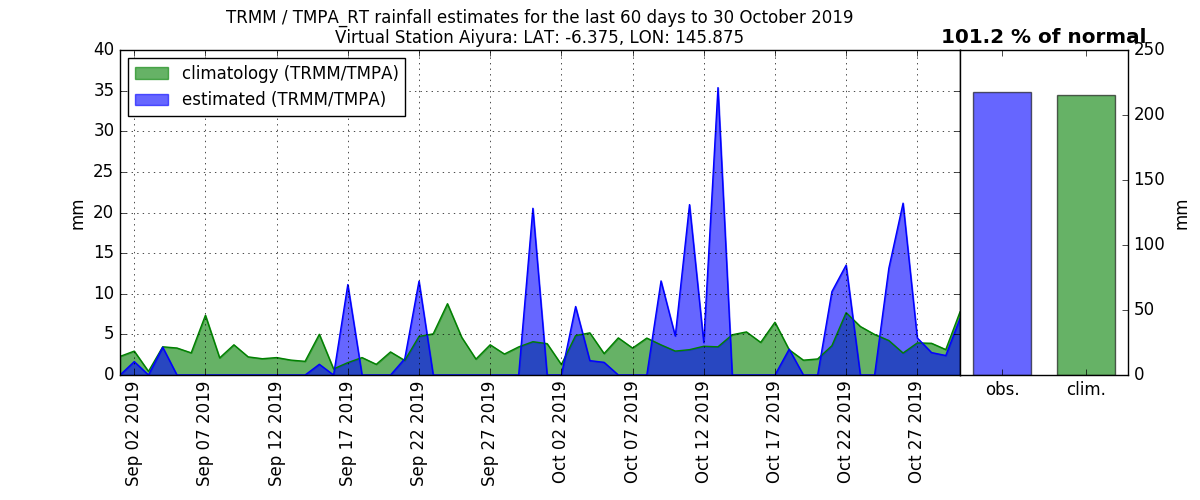 TRMM / TMPA_RT rainfall estimates for the last 60 days to 30 October 2019
Virtual Station Aiyura: LAT: -6.375, LON: 145.875
101.2 % of normal
climatology (TRMM/TMPA)
estimated (TRMM/TMPA)
mm
40
35
30
25
20
15
10
5
0
Sep 02 2019
Sep 07 2019
Sep 12 2019
Sep 17 2019
Sep 22 2019
Sep 27 2019
Oct 02 2019
Oct 07 2019
Oct 12 2019
Oct 17 2019
Oct 22 2019
Oct 27 2019
250
200
150
100
50
0
mm
obs.
clim.